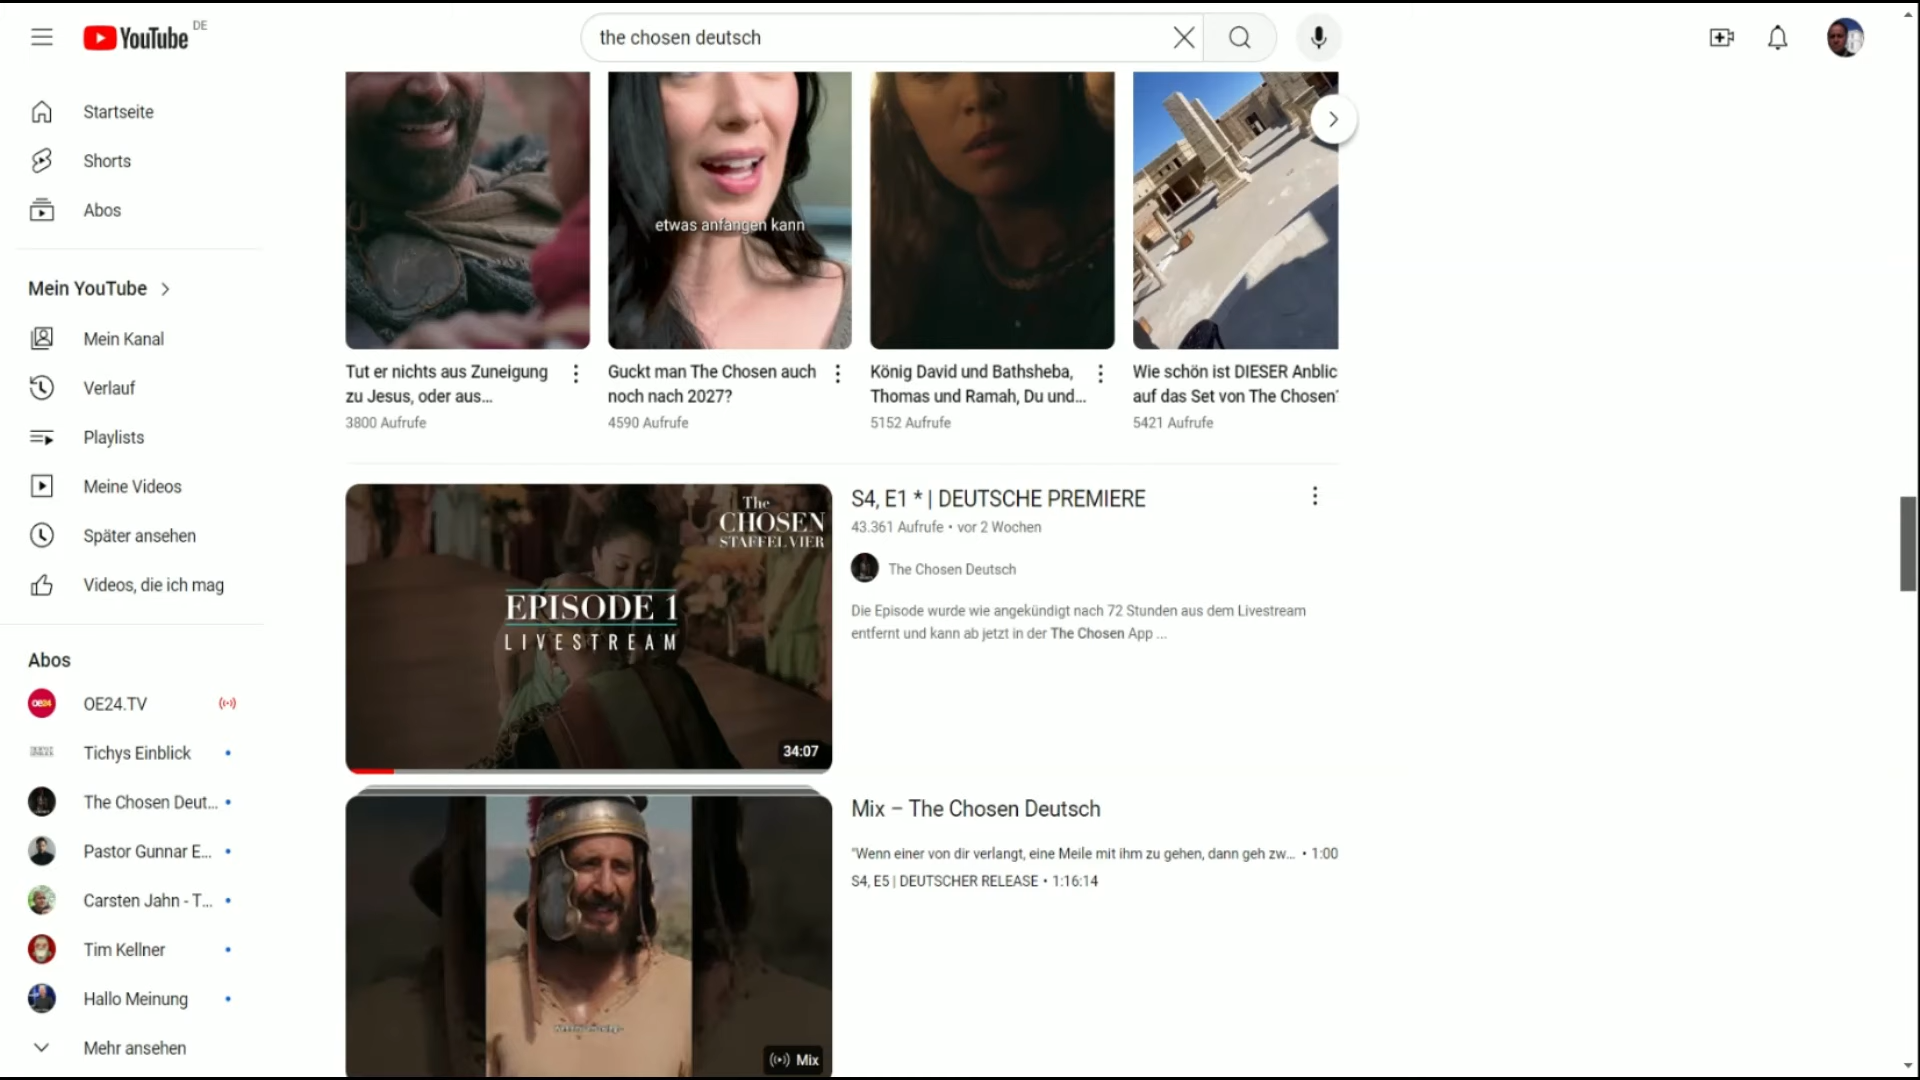 YouTube DE
the chosen deutsch
Startseite
Shorts
Abos
Mein YouTube
Mein Kanal
Verlauf
Playlists
Meine Videos
Später ansehen
Videos, die ich mag
Abos
OE24.TV
Tichys Einblick
The Chosen Deut...
Pastor Gunnar E...
Carsten Jahn - T...
Tim Kellner
Hallo Meinung
Mehr ansehen
etwas anfangen kann
Tut er nichts aus Zuneigung
zu Jesus, oder aus...
3800 Aufrufe
Guckt man The Chosen auch
noch nach 2027?
4590 Aufrufe
König David und Bathsheba,
Thomas und Ramah, Du und...
5152 Aufrufe
Wie schön ist DIESER Anblic
auf das Set von The Chosen
5421 Aufrufe
The
CHOSEN
STAFFEL VIER
EPISODE 1
LIVESTREAM
34:07
S4, E1 * | DEUTSCHE PREMIERE
43.361 Aufrufe • vor 2 Wochen
The Chosen Deutsch
Die Episode wurde wie angekündigt nach 72 Stunden aus dem Livestream
entfernt und kann ab jetzt in der The Chosen App ...
Mix
Mix – The Chosen Deutsch
"Wenn einer von dir verlangt, eine Meile mit ihm zu gehen, dann geh zw... • 1:00
S4, E5 | DEUTSCHER RELEASE • 1:16:14